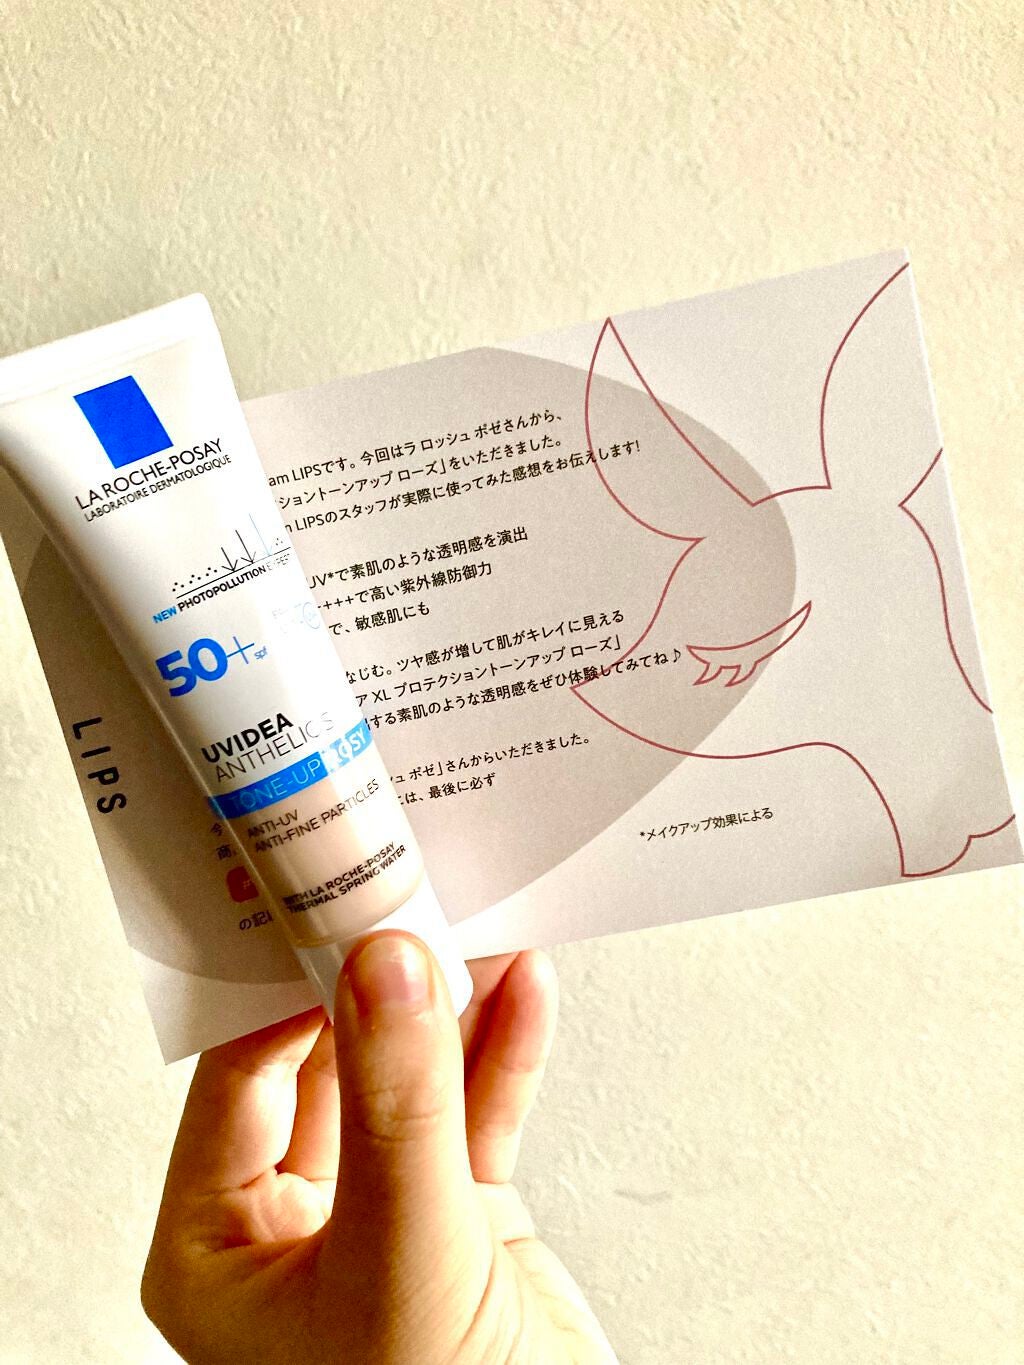 LA ROCHE-POSAY
LABORATOIRE DERMATOLOGIQUE
NEW PHOTOPOLLUTION EXPERT
50+ spf
UVIDEA
ANTHELIOS
TONE-UP ROSY
ANTI-UV
ANTI-FINE PARTICLES
WITH LA ROCHE-POSAY
THERMAL SPRING WATER
LIPS
am LIPSです。今回はラ ロッシュ ポゼさんから、
ショントーンアップ ローズ」をいただきました。
LIPSのスタッフが実際に使ってみた感想をお伝えします!
UV*で素肌のような透明感を演出
+++で高い紫外線防御力
で、敏感肌にも
なじむ。ツヤ感が増して肌がキレイに見える
ア XL プロテクショントーンアップ ローズ」
する素肌のような透明感をぜひ体験してみてね♪
シュ ポゼ」さんからいただきました。
には、最後に必ず
今
商
の記
*メイクアップ効果による